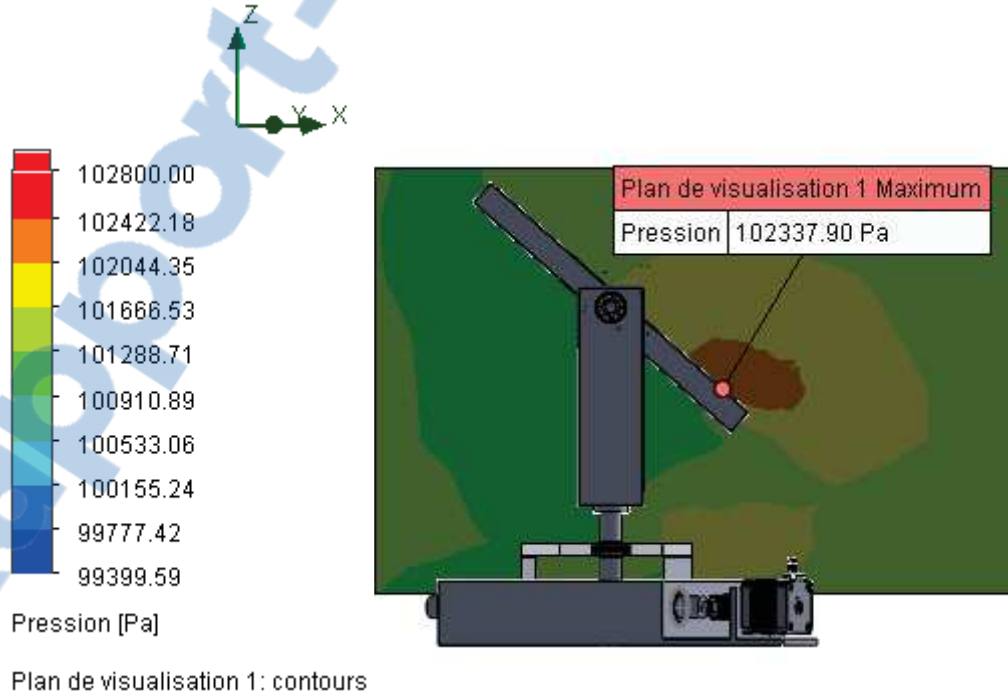 Z
Y X
102800.00
102422.18
102044.35
101666.53
101288.71
100910.89
100533.06
100155.24
99777.42
99399.59
Pression [Pa]
Plan de visualisation 1: contours
Plan de visualisation 1 Maximum
Pression 102337.90 Pa